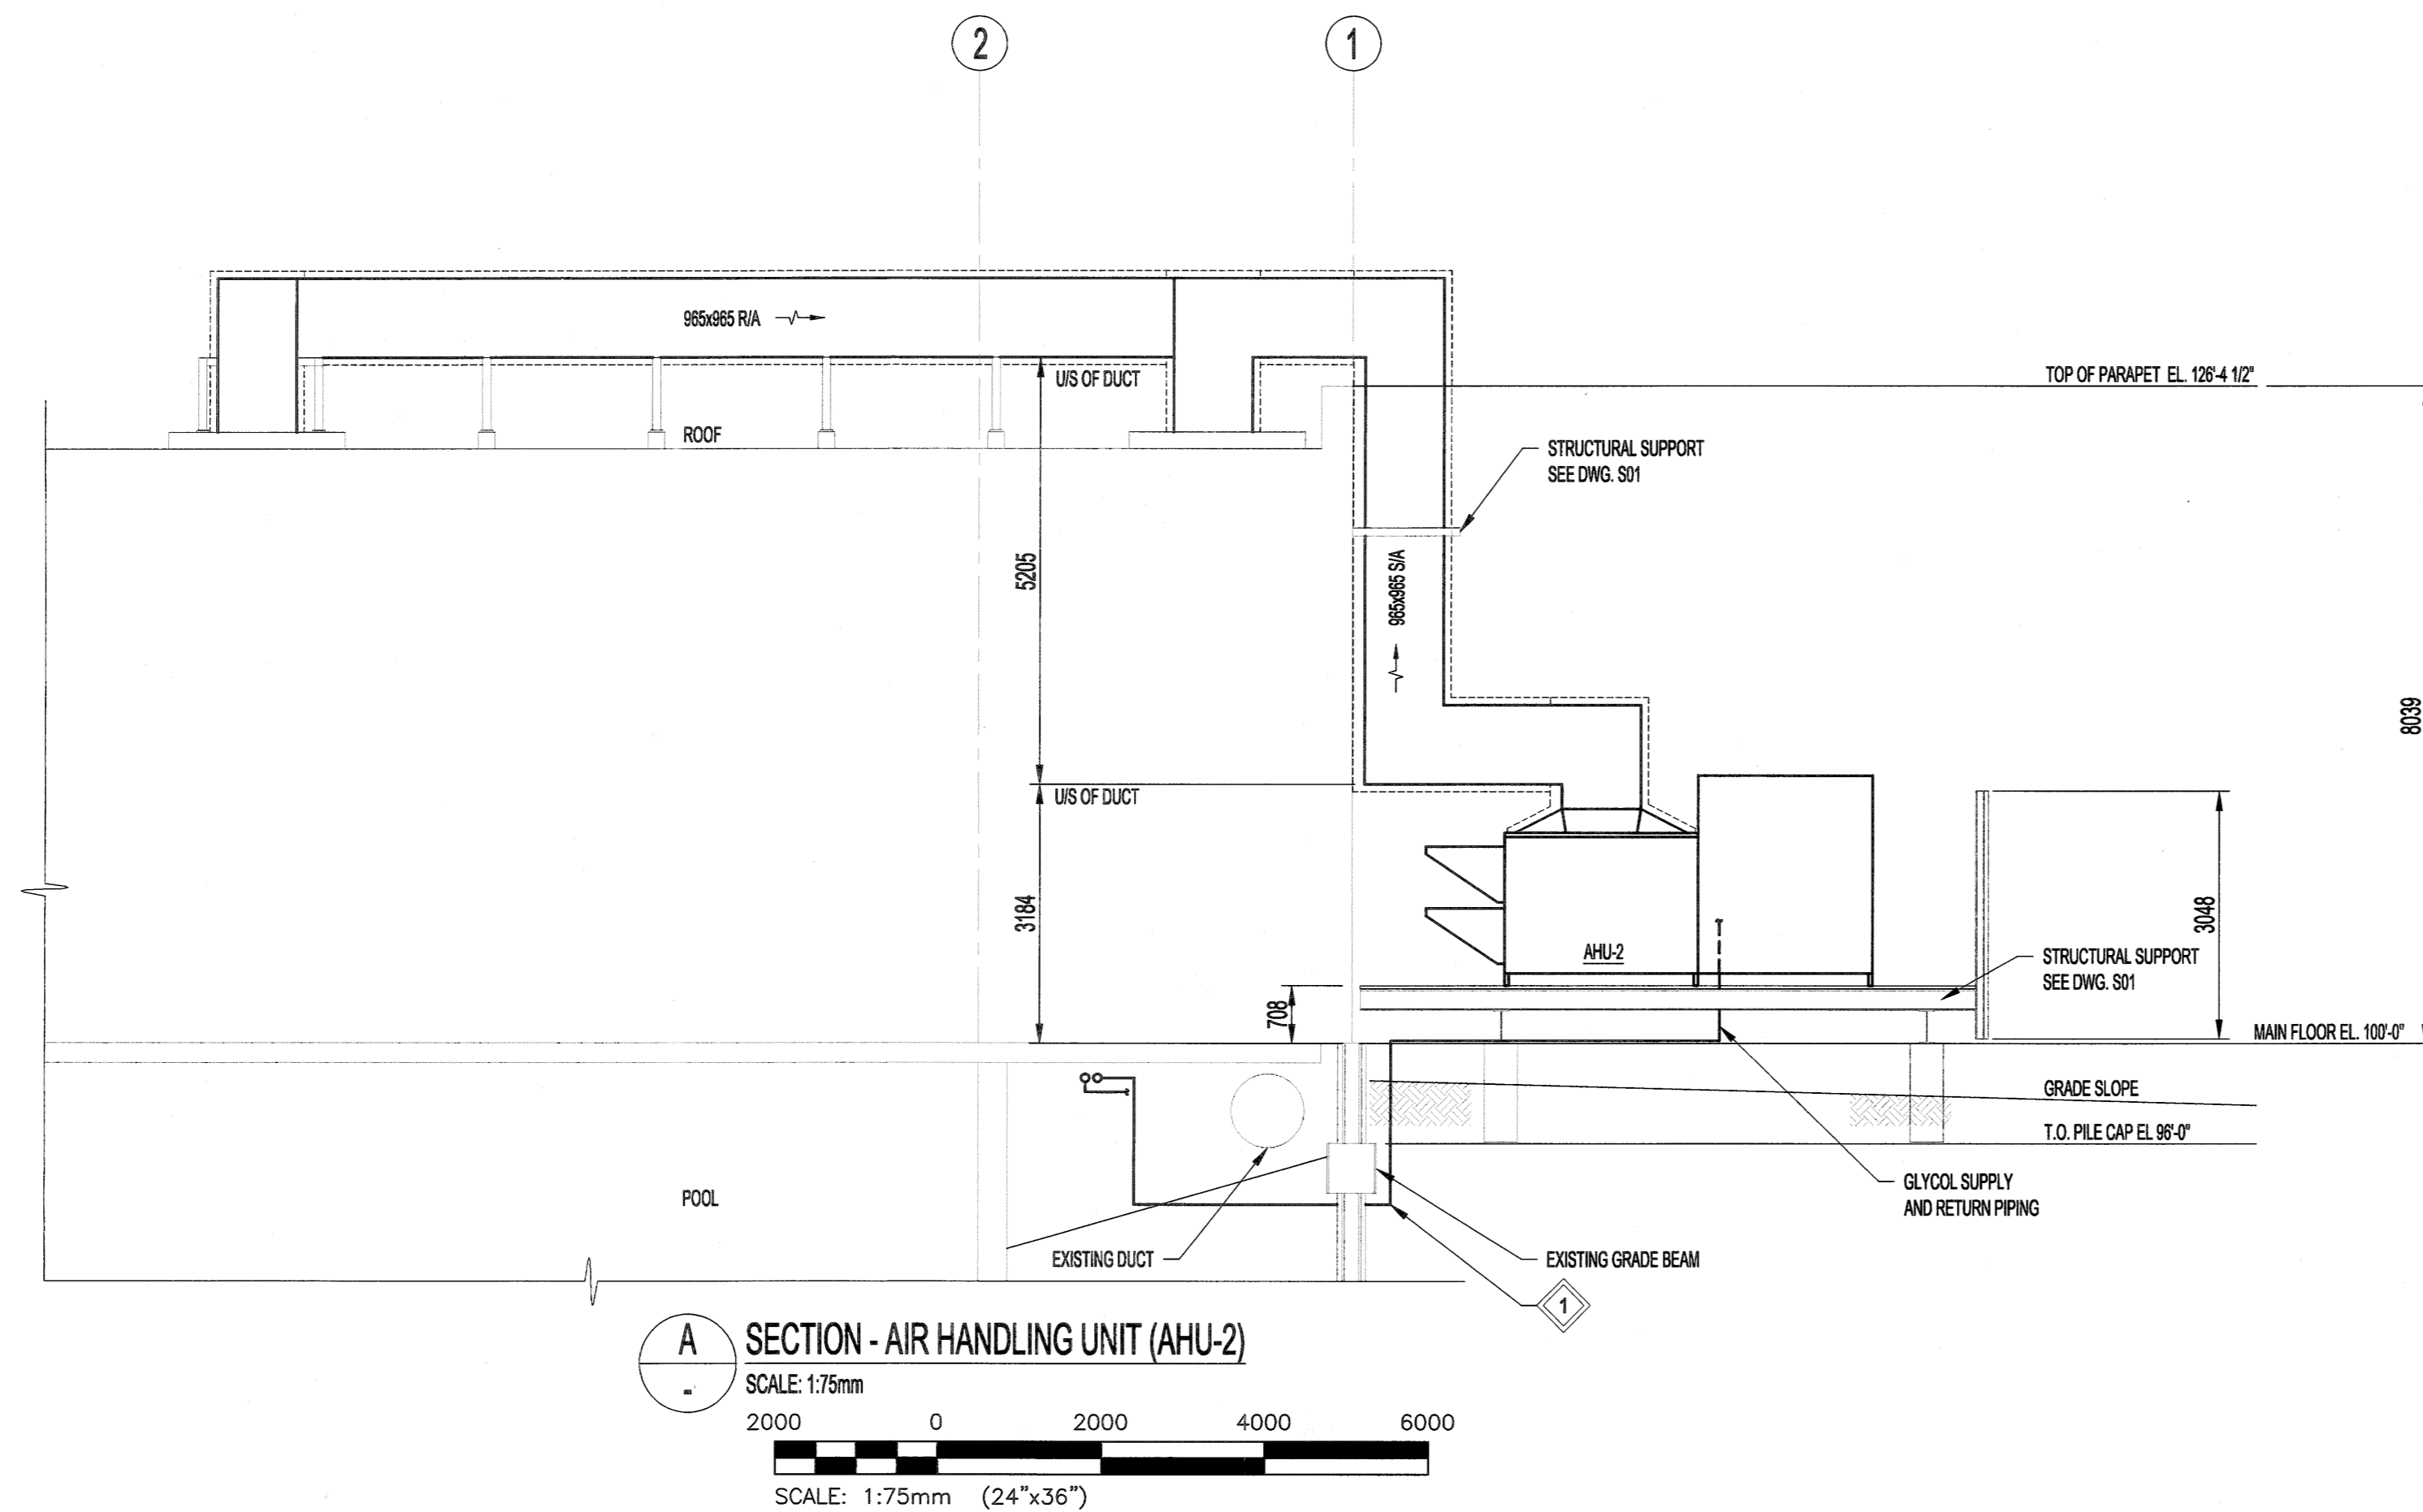 2
1
965x965 R/A
U/S OF DUCT
TOP OF PARAPET EL. 126'-4 1/2"
ROOF
STRUCTURAL SUPPORT
SEE DWG. S01
5205
965x965 S/A
8039
U/S OF DUCT
3184
3048
AHU-2
STRUCTURAL SUPPORT
SEE DWG. S01
708
MAIN FLOOR EL. 100'-0"
GRADE SLOPE
T.O. PILE CAP EL 96'-0"
GLYCOL SUPPLY
AND RETURN PIPING
POOL
EXISTING DUCT
EXISTING GRADE BEAM
1
A
-
SECTION - AIR HANDLING UNIT (AHU-2)
SCALE: 1:75mm
2000 0 2000 4000 6000
SCALE: 1:75mm (24"x36")